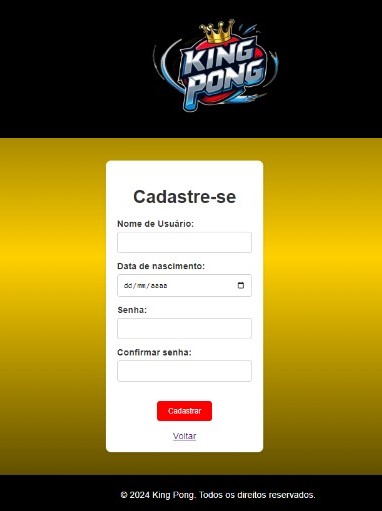 KING
PONG
Cadastre-se
Nome de Usuário:
Data de nascimento:
dd/mm/aaaa
Senha:
Confirmar senha:
Cadastrar
Voltar
© 2024 King Pong. Todos os direitos reservados.